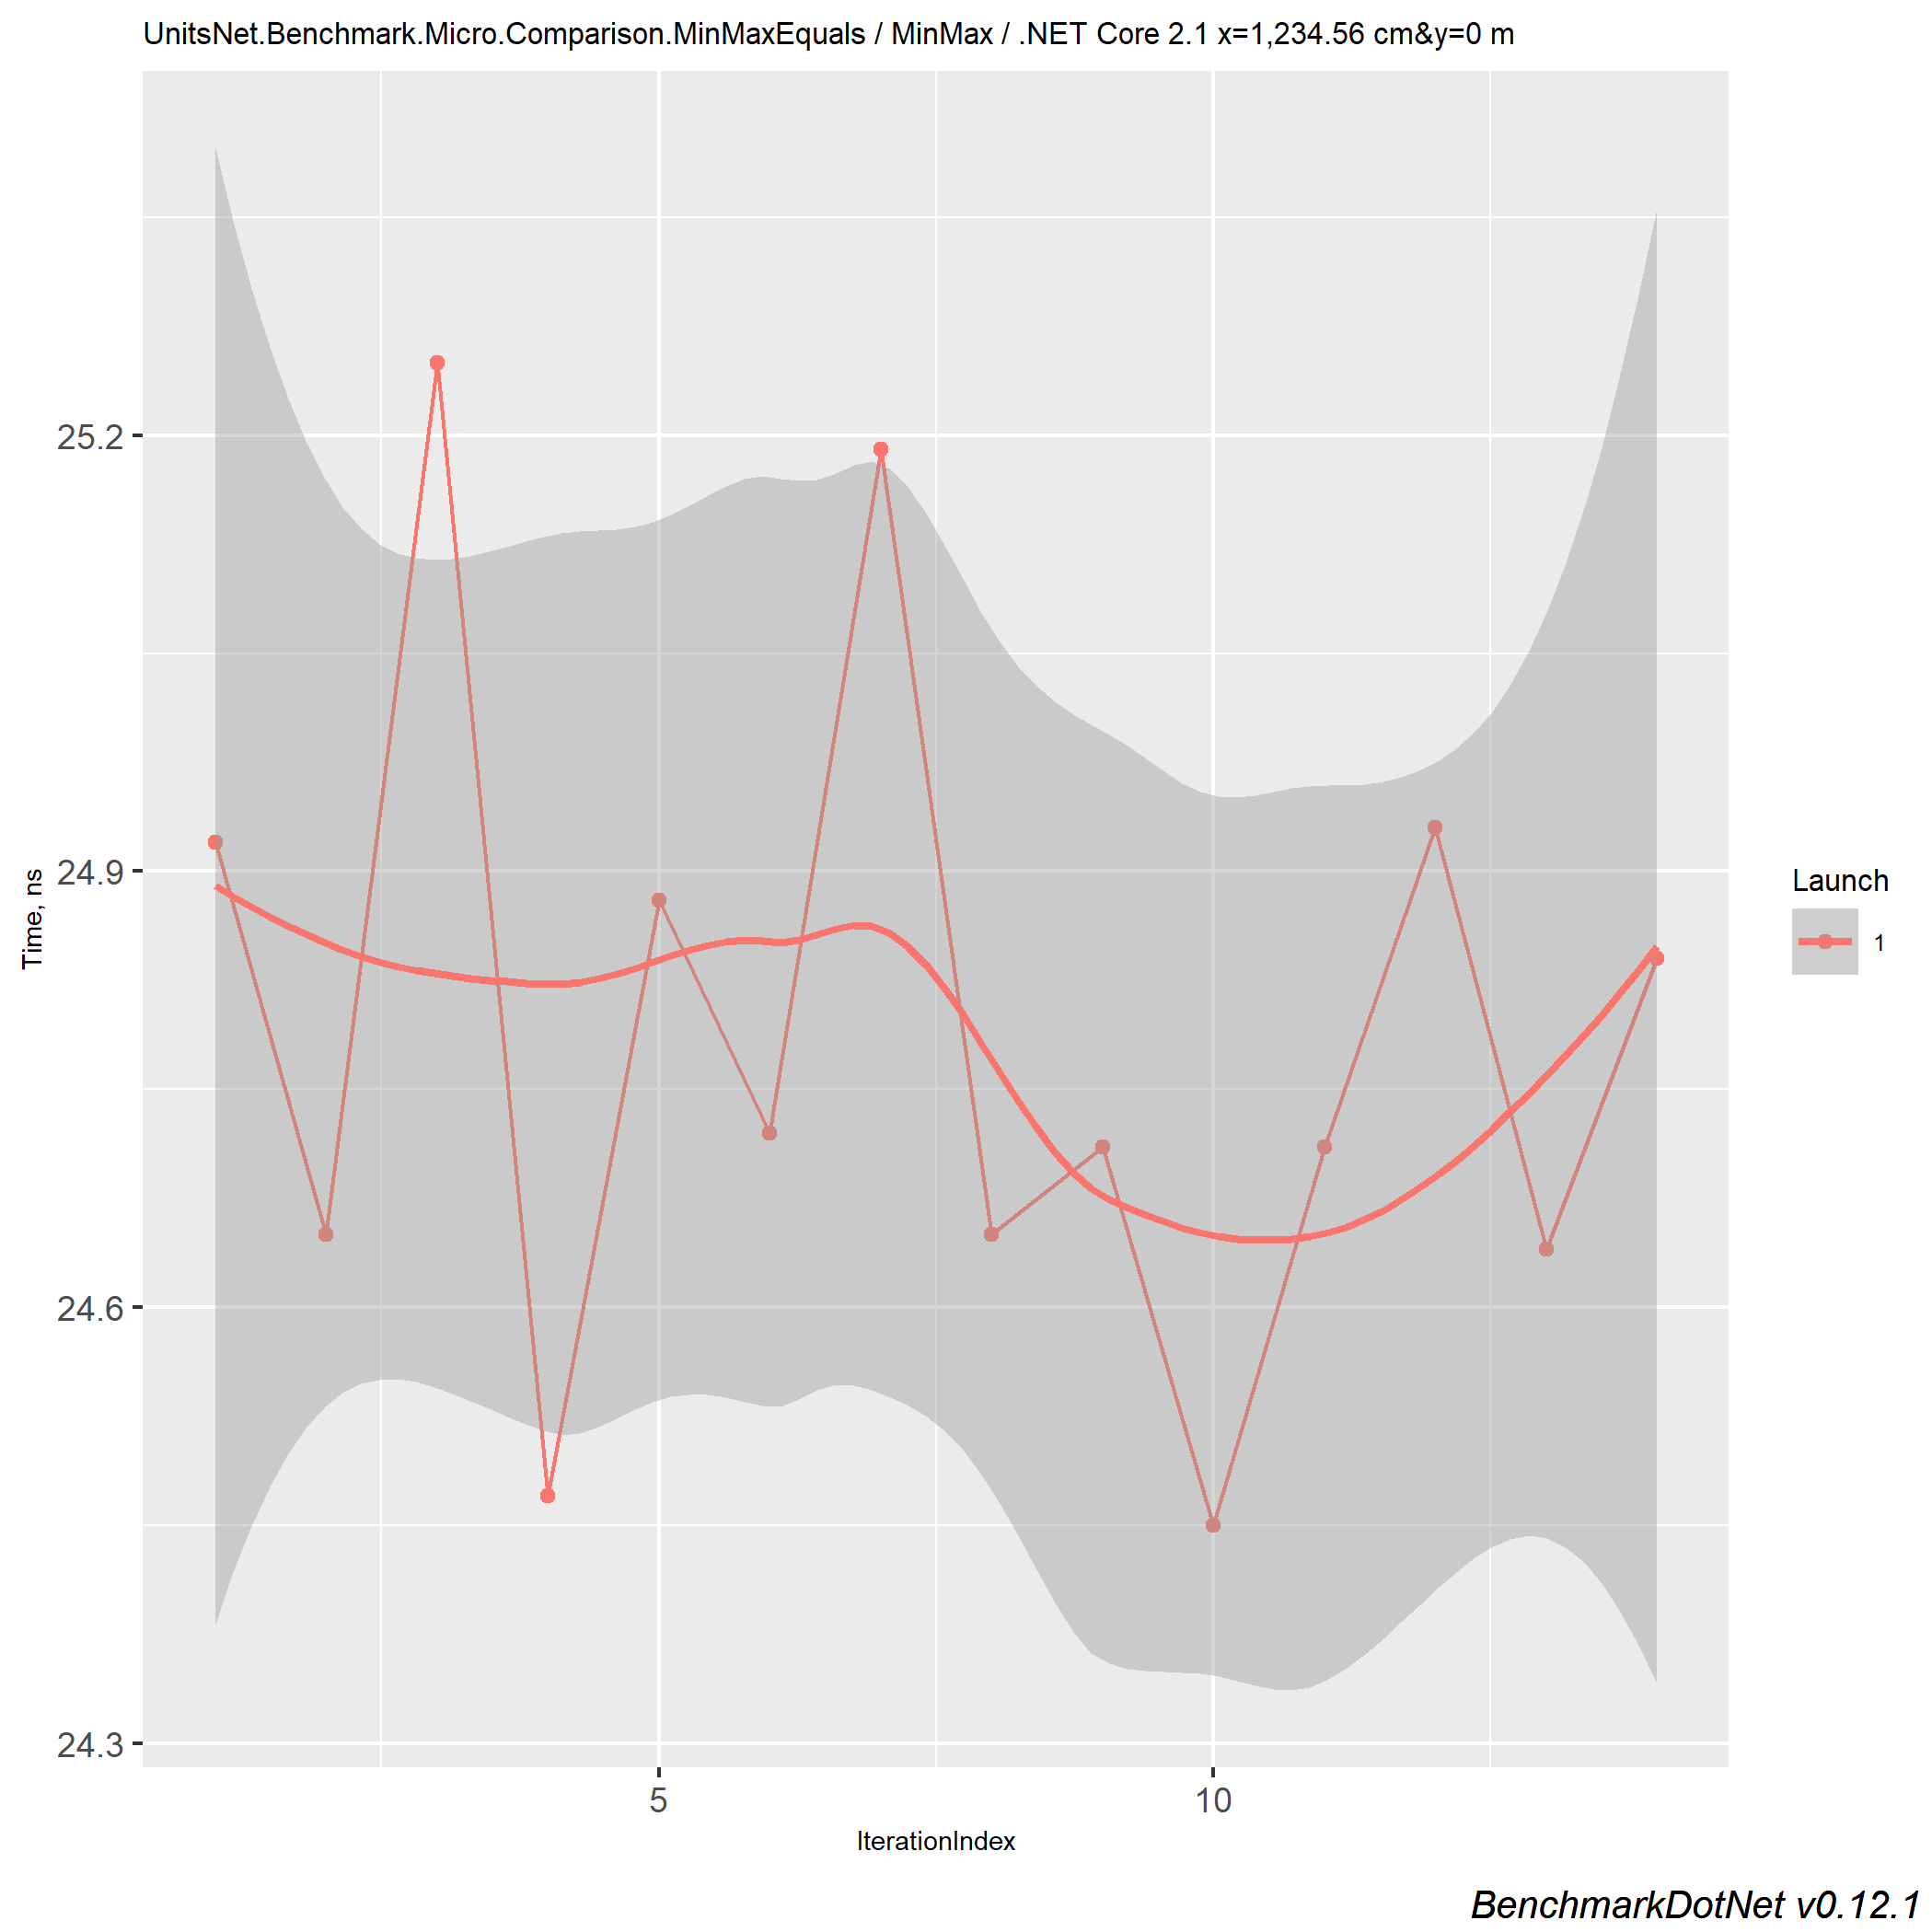 UnitsNet.Benchmark.Micro.Comparison.MinMaxEquals / MinMax / .NET Core 2.1 x=1,234.56 cm&y=0 m
25.2
24.9
24.6
24.3
Time, ns
5
10
IterationIndex
Launch
1
BenchmarkDotNet v0.12.1